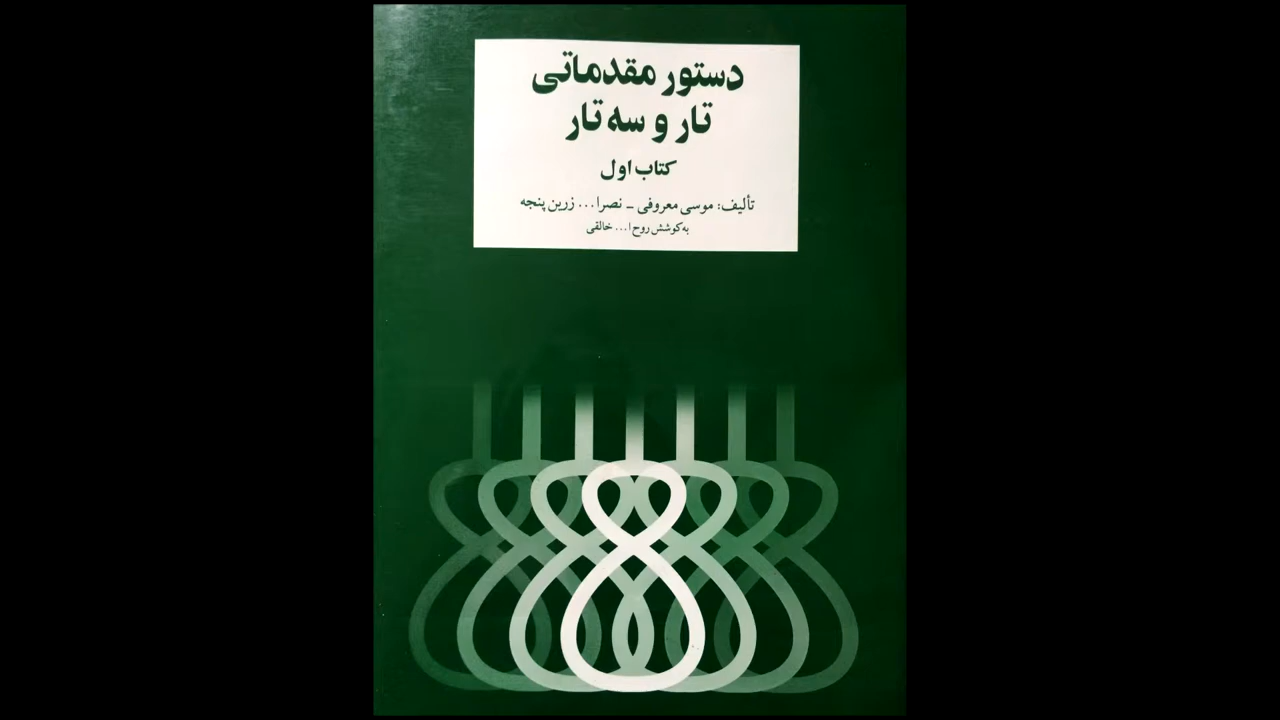 دستور مقدماتی
تار و سه تار
کتاب اول
تألیف: موسی معروفی - نصرا... زرین پنجه
به کوشش روح ا... خالقی